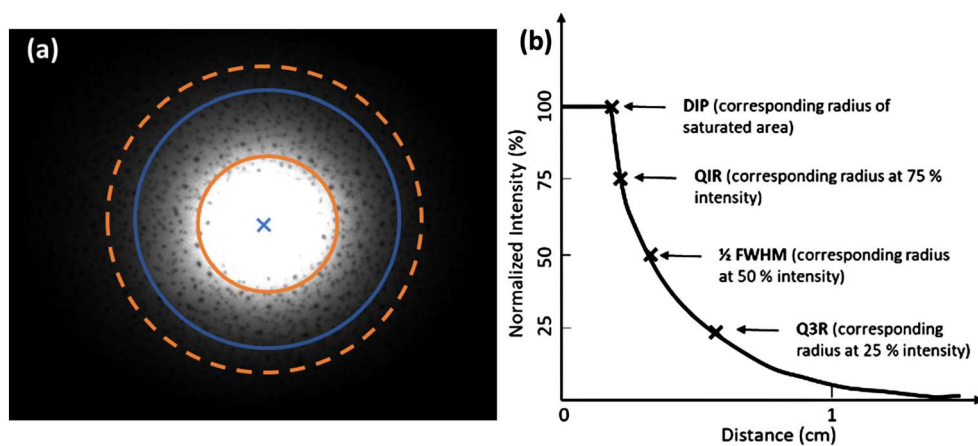 (a)
(b)
Normalized Intensity (%)
100
75
50
25
0
1
Distance (cm)
DIP (corresponding radius of
saturated area)
QIR (corresponding radius at 75 %
intensity)
½ FWHM (corresponding radius
at 50 % intensity)
Q3R (corresponding
radius at 25 % intensity)